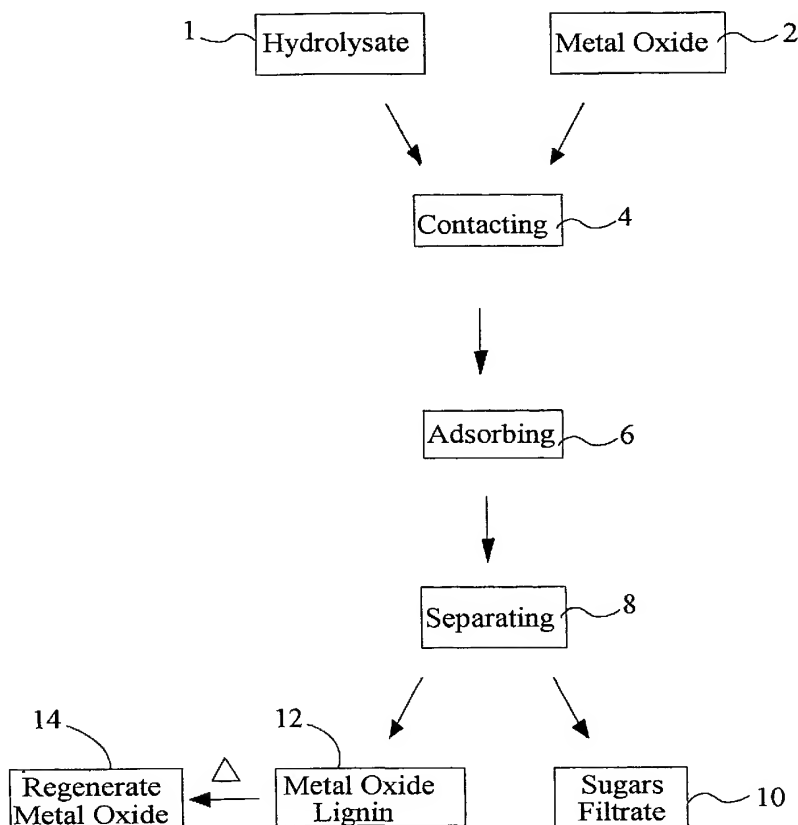 1
Hydrolysate
Metal Oxide
2
Contacting
4
Adsorbing
6
Separating
8
14
12
△
Regenerate
Metal Oxide
Metal Oxide
Lignin
Sugars
Filtrate
10